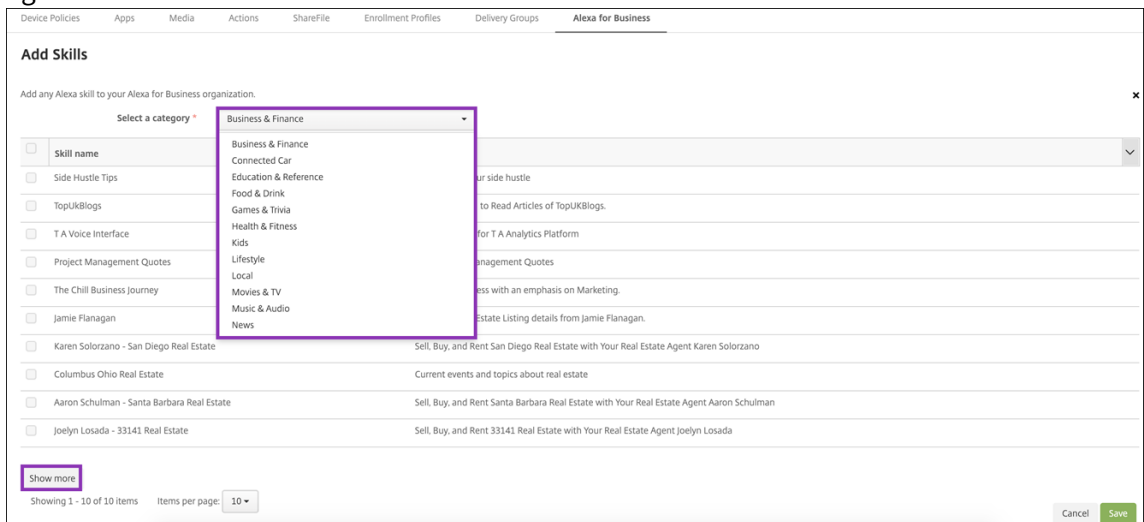 Device Policies Apps Media Actions ShareFile Enrollment Profiles Delivery Groups Alexa for Business
Add Skills
Add any Alexa skill to your Alexa for Business organization.
Select a category * Business & Finance
Business & Finance
Connected Car
Education & Reference
Food & Drink
Games & Trivia
Health & Fitness
Kids
Lifestyle
Local
Movies & TV
Music & Audio
News
Skill name
Side Hustle Tips ur side hustle
TopUkBlogs to Read Articles of TopUKBlogs.
T A Voice Interface for T A Analytics Platform
Project Management Quotes anagement Quotes
The Chill Business Journey ess with an emphasis on Marketing.
Jamie Flanagan Estate Listing details from Jamie Flanagan.
Karen Solorzano - San Diego Real Estate Sell, Buy, and Rent San Diego Real Estate with Your Real Estate Agent Karen Solorzano
Columbus Ohio Real Estate Current events and topics about real estate
Aaron Schulman - Santa Barbara Real Estate Sell, Buy, and Rent Santa Barbara Real Estate with Your Real Estate Agent Aaron Schulman
Joelyn Losada - 33141 Real Estate Sell, Buy, and Rent 33141 Real Estate with Your Real Estate Agent Joelyn Losada
Show more
Showing 1 - 10 of 10 items Items per page: 10
Cancel Save